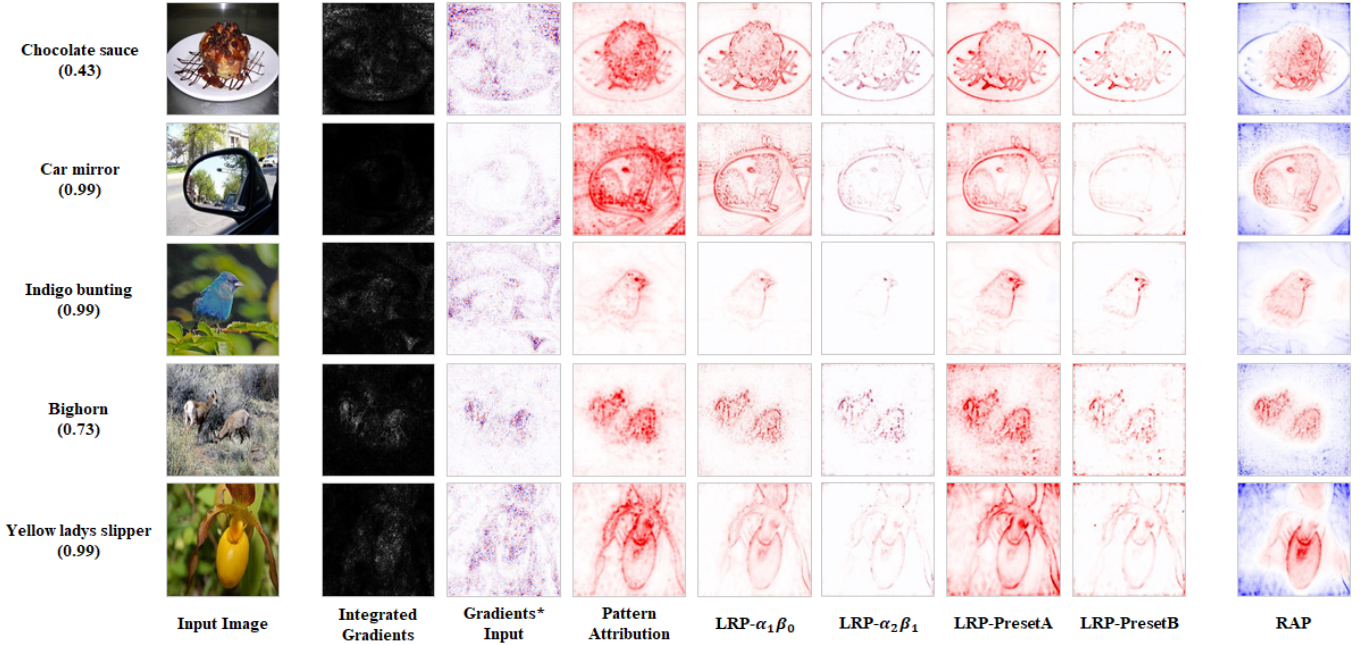 Chocolate sauce
(0.43)
Car mirror
(0.99)
Indigo bunting
(0.99)
Bighorn
(0.73)
Yellow ladys slipper
(0.99)
Input Image
Integrated
Gradients
Gradients*
Input
Pattern
Attribution
LRP-α₁β₀
LRP-α₂β₁
LRP-PresetA
LRP-PresetB
RAP